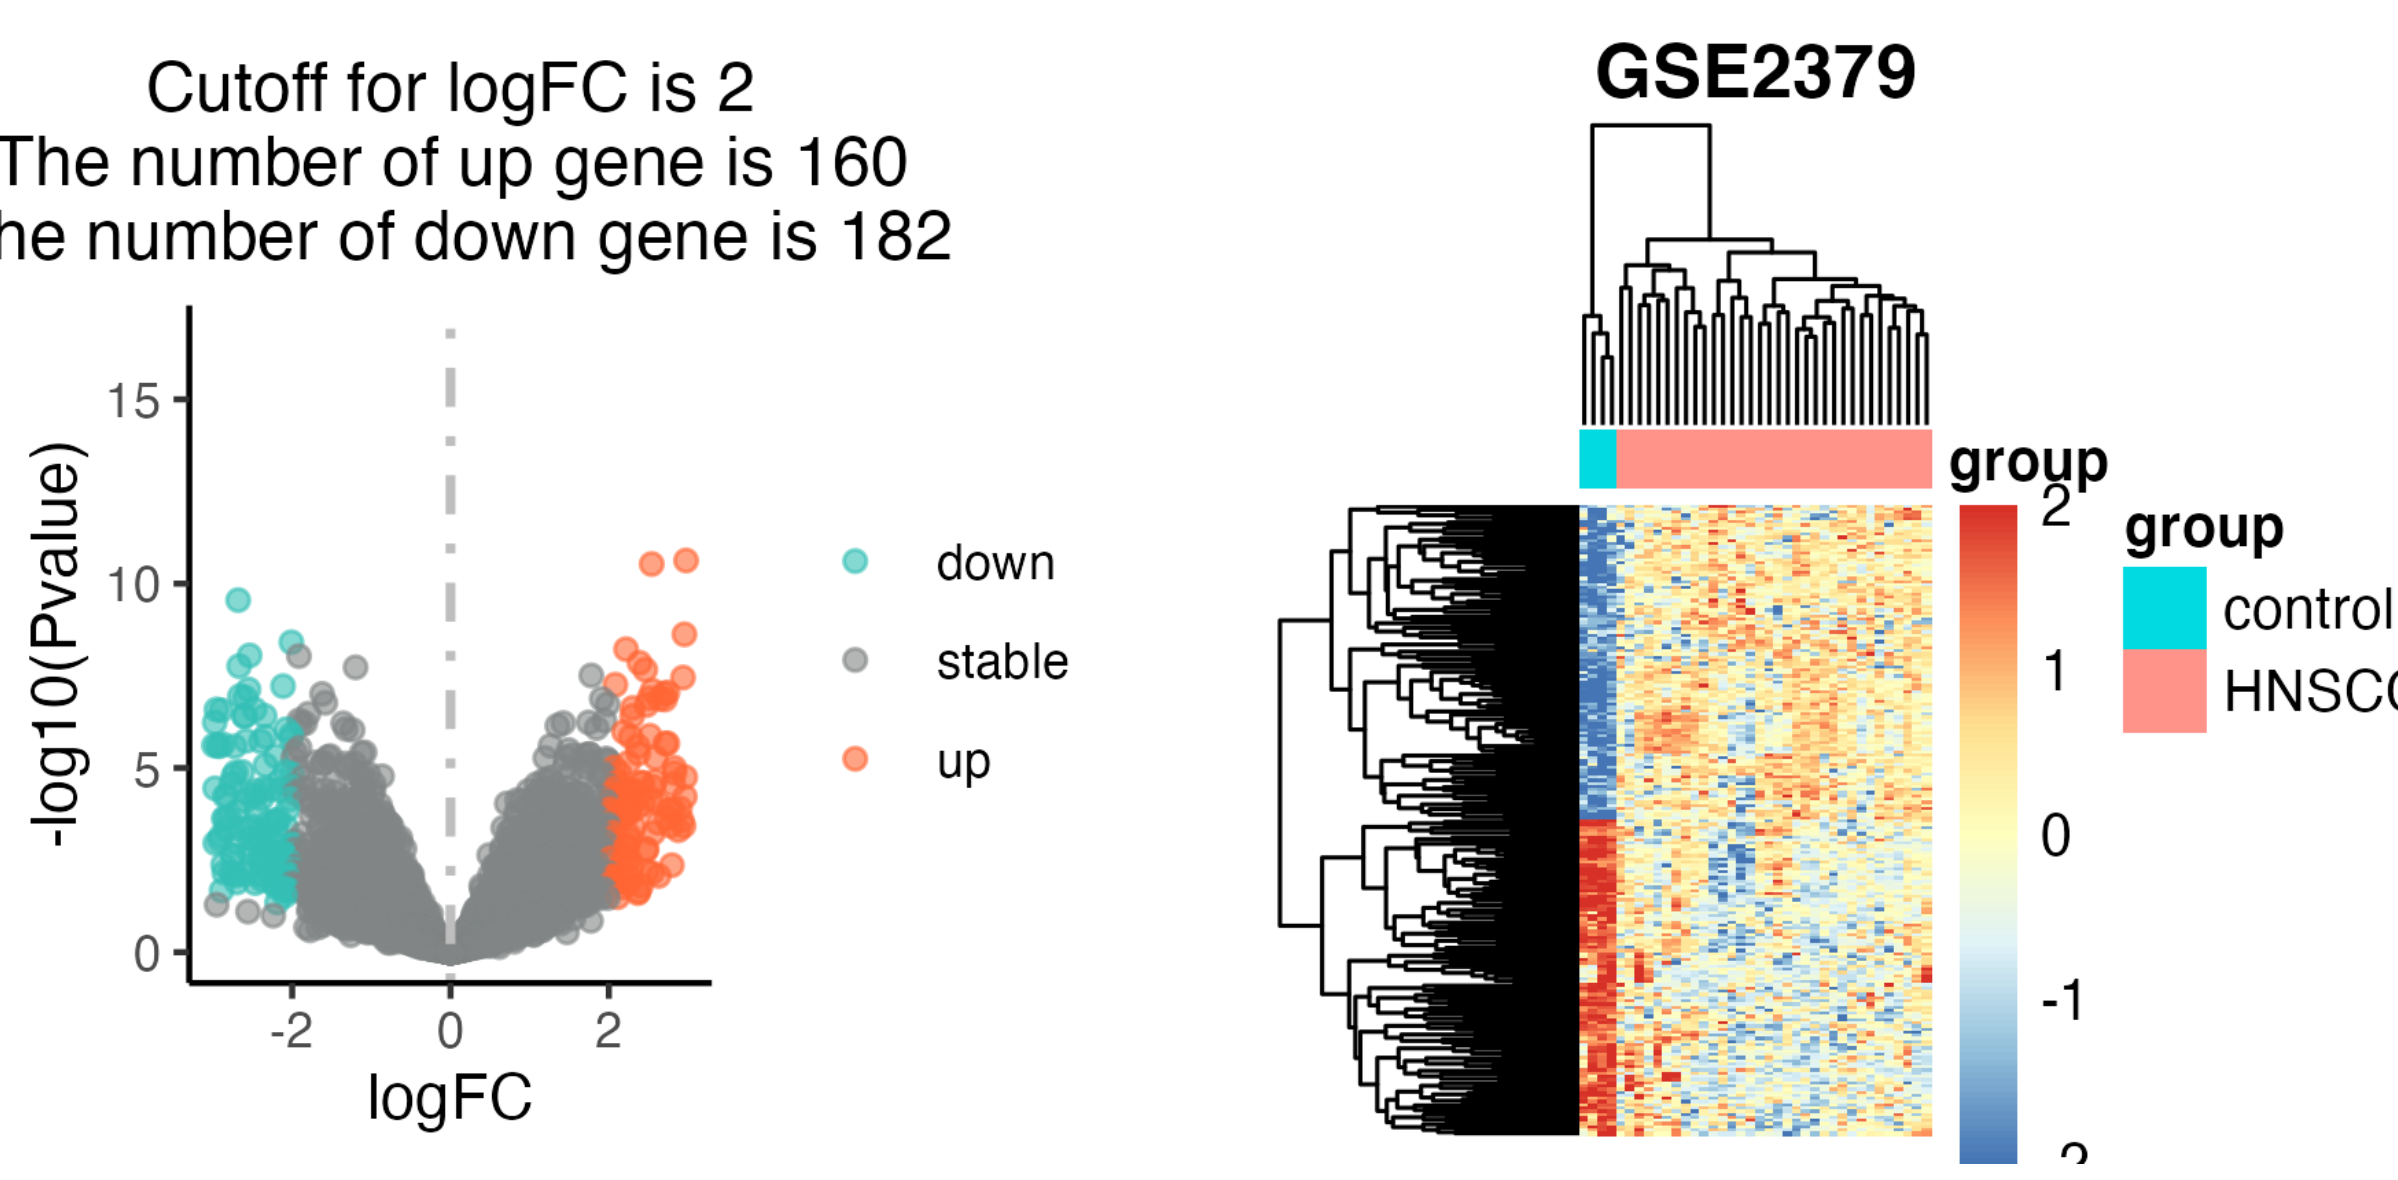 Cutoff for logFC is 2
The number of up gene is 160
he number of down gene is 182
-log10(Pvalue)
15
10
5
0
-2 0 2
logFC
down
stable
up
GSE2379
group
2
1
0
-1
-2
group
control
HNSCC